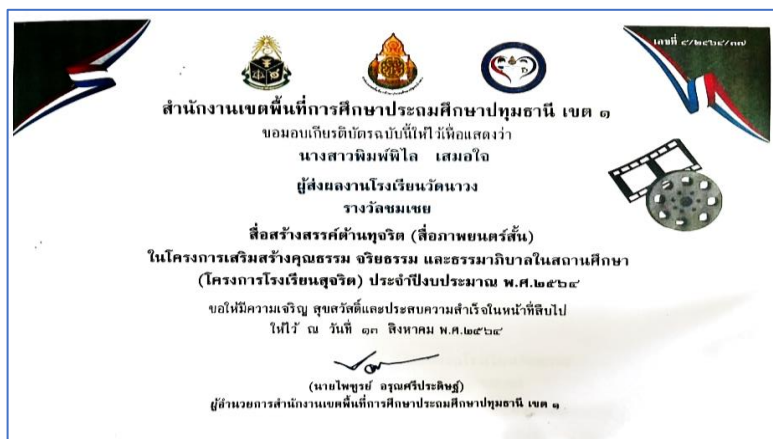 เลขที่ ๔/๒๕๖๔/๓๗
สำนักงานเขตพื้นที่การศึกษาประถมศึกษาปทุมธานี เขต ๑
ขอมอบเกียรติบัตรฉบับนี้ให้ไว้เพื่อแสดงว่า
นางสาวพิมพ์พิไล เสมอใจ
ผู้ส่งผลงานโรงเรียนวัดนาวง
รางวัลชมเชย
สื่อสร้างสรรค์ต้านทุจริต (สื่อภาพยนตร์สั้น)
ในโครงการเสริมสร้างคุณธรรม จริยธรรม และธรรมาภิบาลในสถานศึกษา
(โครงการโรงเรียนสุจริต) ประจำปีงบประมาณ พ.ศ.๒๕๖๔
ขอให้มีความเจริญ สุขสวัสดิ์และประสบความสำเร็จในหน้าที่สืบไป
ให้ไว้ ณ วันที่ ๑๓ สิงหาคม พ.ศ.๒๕๖๔
(นายไพฑูรย์ อรุณศรีประดิษฐ์)
ผู้อำนวยการสำนักงานเขตพื้นที่การศึกษาประถมศึกษาปทุมธานี เขต ๑